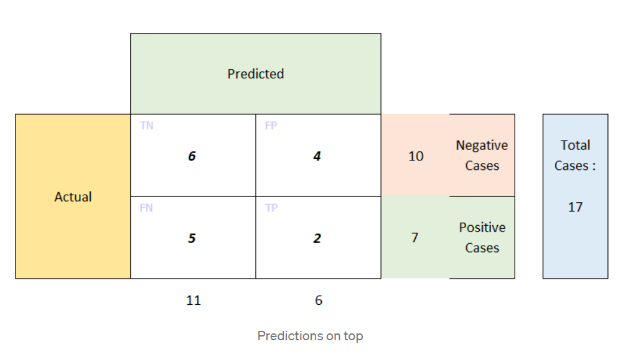 Predicted
TN
FP
6
4
10
Negative
Cases
Total
Cases :
17
Actual
FN
TP
5
2
7
Positive
Cases
11
6
Predictions on top